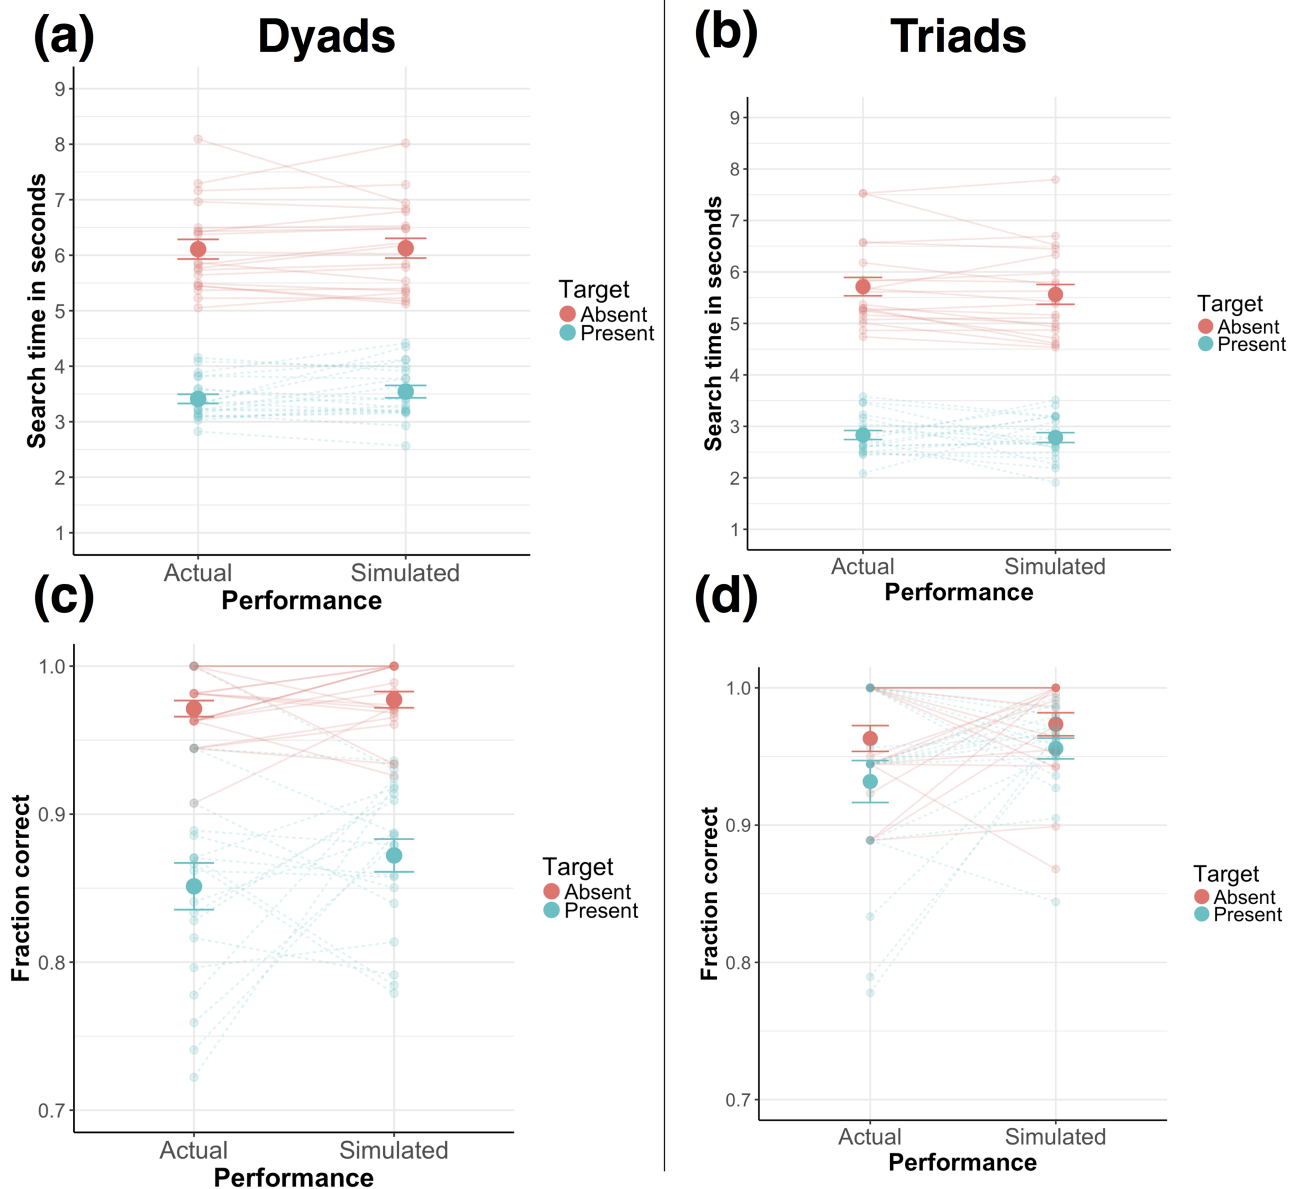 (a) Dyads
9
8
7
6
5
4
3
2
1
Search time in seconds
Actual Simulated
Performance
Target
Absent
Present
(b) Triads
9
8
7
6
5
4
3
2
1
Search time in seconds
Actual Simulated
Performance
Target
Absent
Present
(c)
1.0
0.9
0.8
0.7
Fraction correct
Actual Simulated
Performance
Target
Absent
Present
(d)
1.0
0.9
0.8
0.7
Fraction correct
Actual Simulated
Performance
Target
Absent
Present